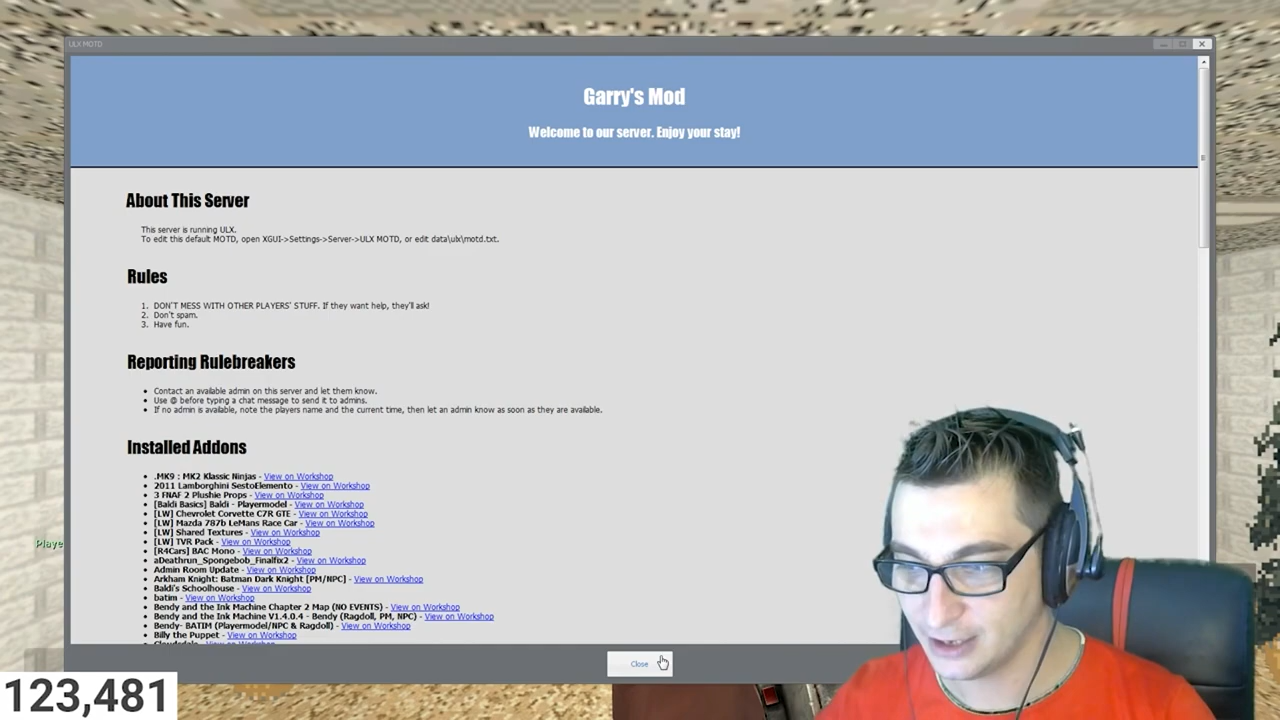 ULX MOTD
Garry's Mod
Welcome to our server. Enjoy your stay!
About This Server
This server is running ULX.
To edit this default MOTD, open XGUI->Settings->Server->ULX MOTD, or edit data\ulx\motd.txt.
Rules
1. DON'T MESS WITH OTHER PLAYERS' STUFF. If they want help, they'll ask!
2. Don't spam.
3. Have fun.
Reporting Rulebreakers
• Contact an available admin on this server and let them know.
• Use @ before typing a chat message to send it to admins.
• If no admin is available, note the players name and the current time, then let an admin know as soon as they are available.
Installed Addons
• .MK9 : MK2 Klassic Ninjas - View on Workshop
• 2011 Lamborghini SestoElemento - View on Workshop
• 3 FNAF 2 Plushie Props - View on Workshop
• [Baldi Basics] Baldi - Playermodel - View on Workshop
• [LW] Chevrolet Corvette C7R GTE - View on Workshop
• [LW] Mazda 787b LeMans Race Car - View on Workshop
• [LW] Shared Textures - View on Workshop
• [LW] TVR Pack - View on Workshop
• [R4Cars] BAC Mono - View on Workshop
• aDeathrun_Spongebob_Finalfix2 - View on Workshop
• Admin Room Update - View on Workshop
• Arkham Knight: Batman Dark Knight [PM/NPC] - View on Workshop
• Baldi's Schoolhouse - View on Workshop
• batim - View on Workshop
• Bendy and the Ink Machine Chapter 2 Map (NO EVENTS) - View on Workshop
• Bendy and the Ink Machine V1.4.0.4 - Bendy (Ragdoll, PM, NPC) - View on Workshop
• Bendy- BATIM (Playermodel/NPC & Ragdoll) - View on Workshop
• Billy the Puppet - View on Workshop
Playe
Close
123,481